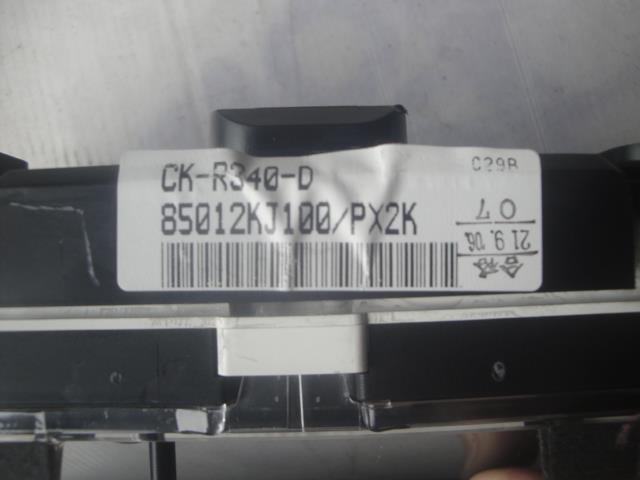 CK-R340-D
C29B
85012KJ100/PX2K
07
21.9.'06
合格